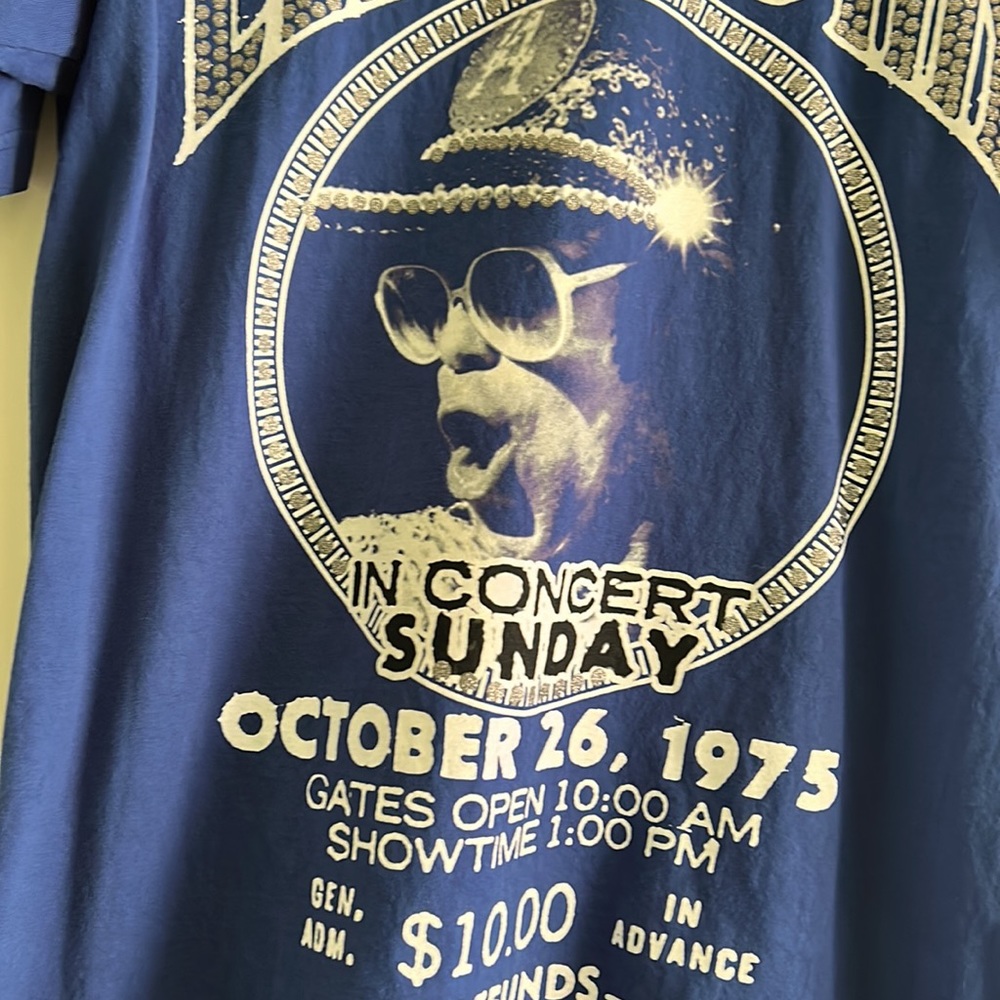 IN CONCERT
SUNDAY
OCTOBER 26, 1975
GATES OPEN 10:00 AM
SHOWTIME 1:00 PM
GEN. ADM. $10.00 IN ADVANCE